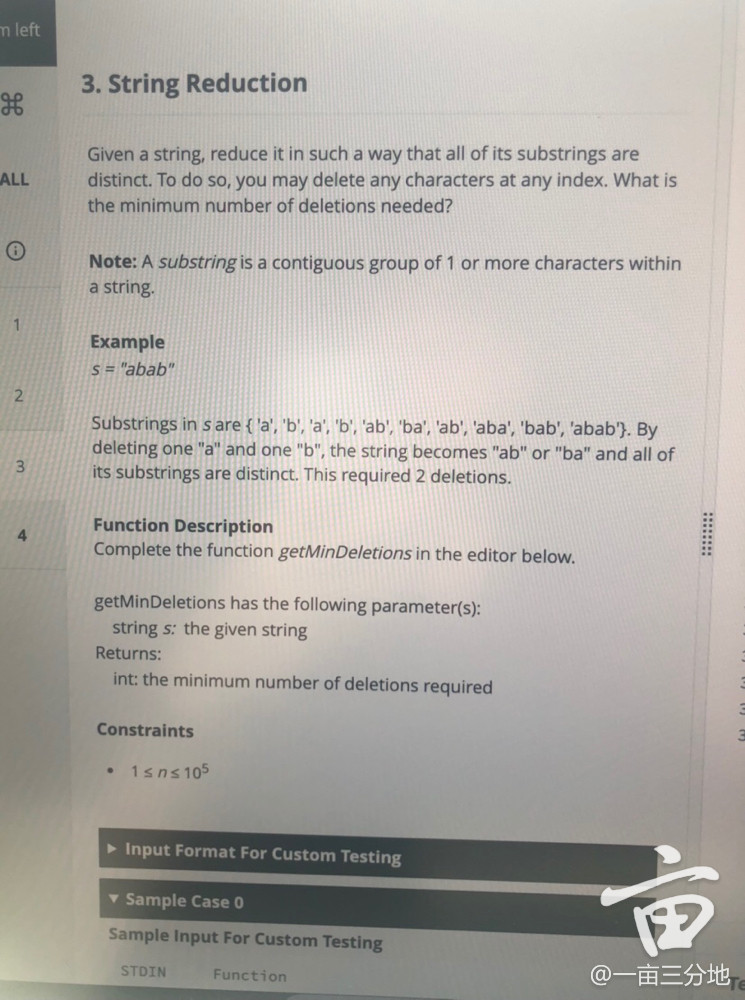 m left
⌘
ALL
3. String Reduction
Given a string, reduce it in such a way that all of its substrings are
distinct. To do so, you may delete any characters at any index. What is
the minimum number of deletions needed?
Note: A substring is a contiguous group of 1 or more characters within
a string.
1
2
3
4
Example
s = "abab"
Substrings in s are { 'a', 'b', 'a', 'b', 'ab', 'ba', 'ab', 'aba', 'bab', 'abab'}. By
deleting one "a" and one "b", the string becomes "ab" or "ba" and all of
its substrings are distinct. This required 2 deletions.
Function Description
Complete the function getMinDeletions in the editor below.
getMinDeletions has the following parameter(s):
string s: the given string
Returns:
int: the minimum number of deletions required
Constraints
• 1 ≤ n ≤ 10⁵
▶ Input Format For Custom Testing
▼ Sample Case 0
Sample Input For Custom Testing
STDIN Function
亩
@一亩三分地